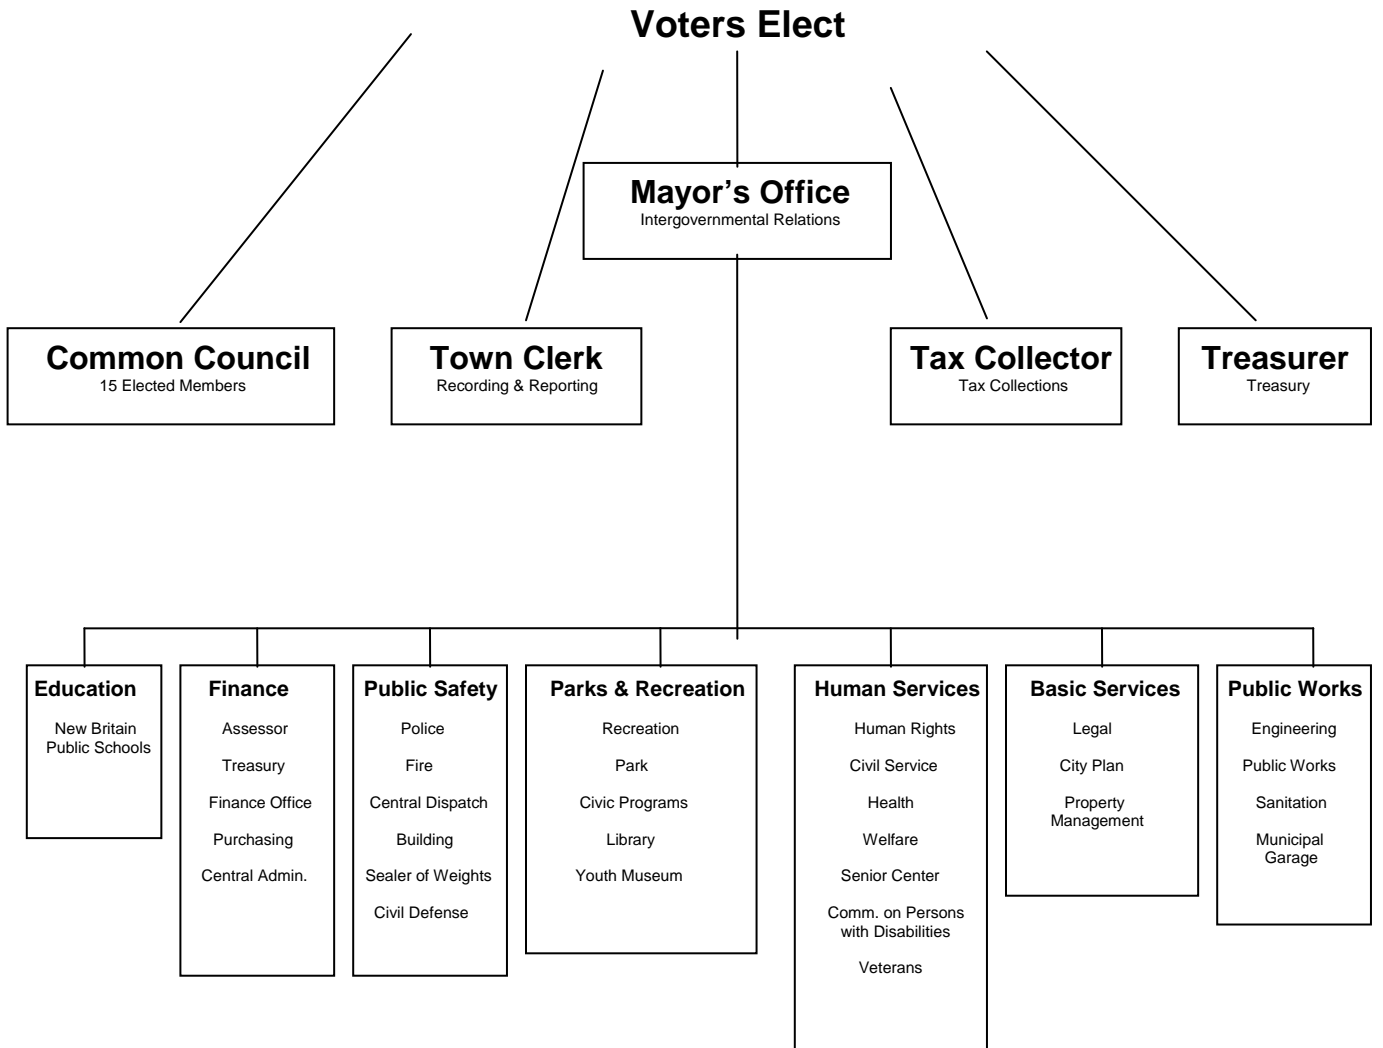 Voters Elect
Mayor’s Office
Intergovernmental Relations
Common Council
15 Elected Members
Town Clerk
Recording & Reporting
Tax Collector
Tax Collections
Treasurer
Treasury
Education
New Britain
Public Schools
Finance
Assessor
Treasury
Finance Office
Purchasing
Central Admin.
Public Safety
Police
Fire
Central Dispatch
Building
Sealer of Weights
Civil Defense
Parks & Recreation
Recreation
Park
Civic Programs
Library
Youth Museum
Human Services
Human Rights
Civil Service
Health
Welfare
Senior Center
Comm. on Persons
with Disabilities
Veterans
Basic Services
Legal
City Plan
Property
Management
Public Works
Engineering
Public Works
Sanitation
Municipal
Garage